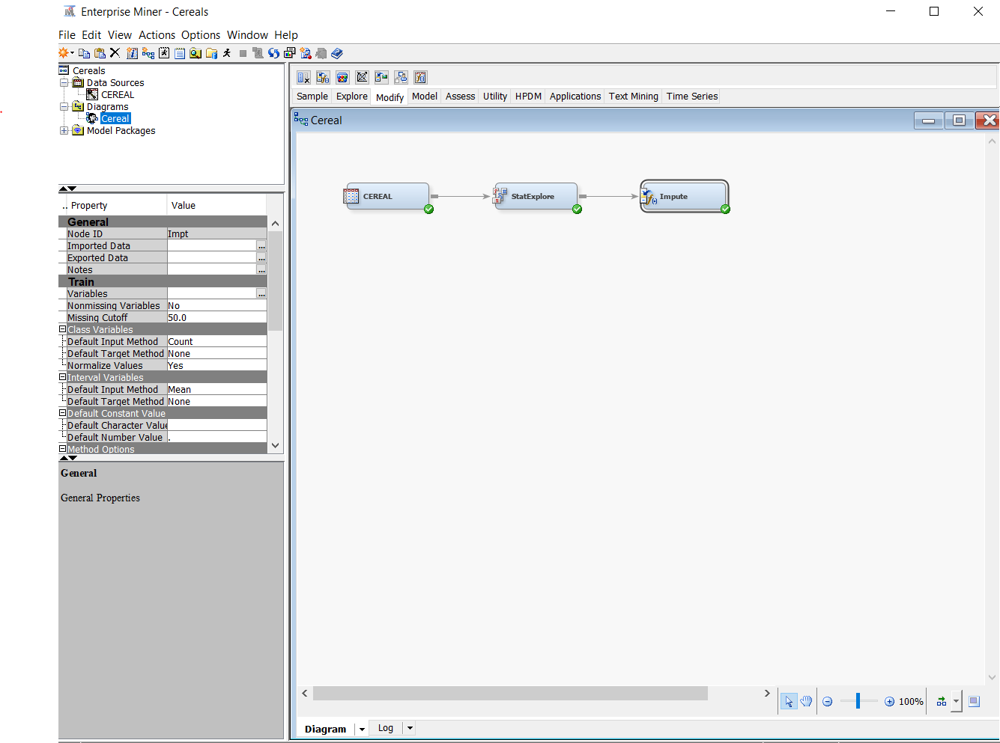 Enterprise Miner - Cereals
File Edit View Actions Options Window Help
Cereals
Data Sources
CEREAL
Diagrams
Cereal
Model Packages
Sample Explore Modify Model Assess Utility HPDM Applications Text Mining Time Series
Cereal
CEREAL StatExplore Impute
.. Property Value
General
Node ID Impt
Imported Data ...
Exported Data ...
Notes ...
Train
Variables ...
Nonmissing Variables No
Missing Cutoff 50.0
Class Variables
Default Input Method Count
Default Target Method None
Normalize Values Yes
Interval Variables
Default Input Method Mean
Default Target Method None
Default Constant Value
Default Character Value
Default Number Value .
Method Options
General
General Properties
100%
Diagram Log